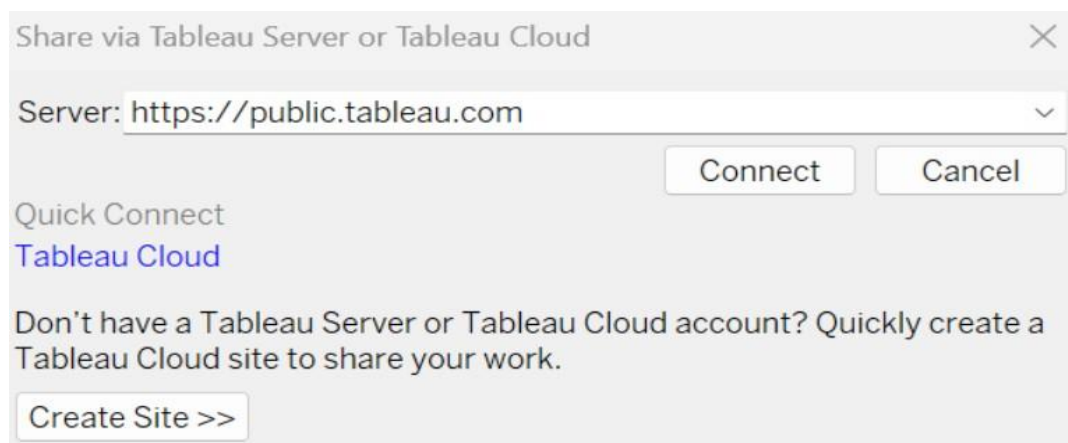 Share via Tableau Server or Tableau Cloud
Server: https://public.tableau.com
Connect Cancel
Quick Connect
Tableau Cloud
Don't have a Tableau Server or Tableau Cloud account? Quickly create a
Tableau Cloud site to share your work.
Create Site >>